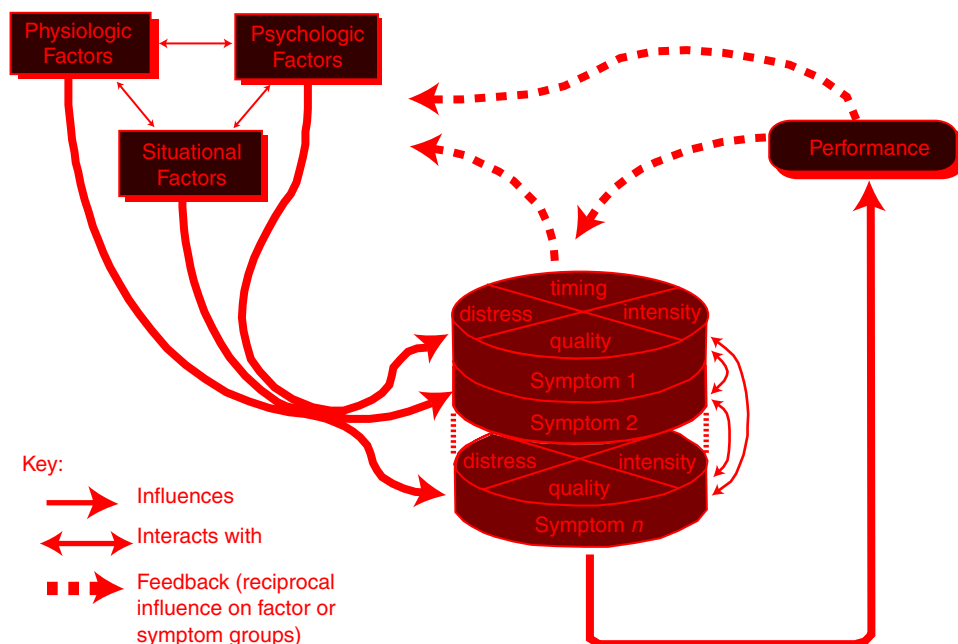 Physiologic
Factors
Psychologic
Factors
Situational
Factors
Performance
timing
distress
intensity
quality
Symptom 1
Symptom 2
distress
intensity
quality
Symptom n
Key:
Influences
Interacts with
Feedback (reciprocal
influence on factor or
symptom groups)